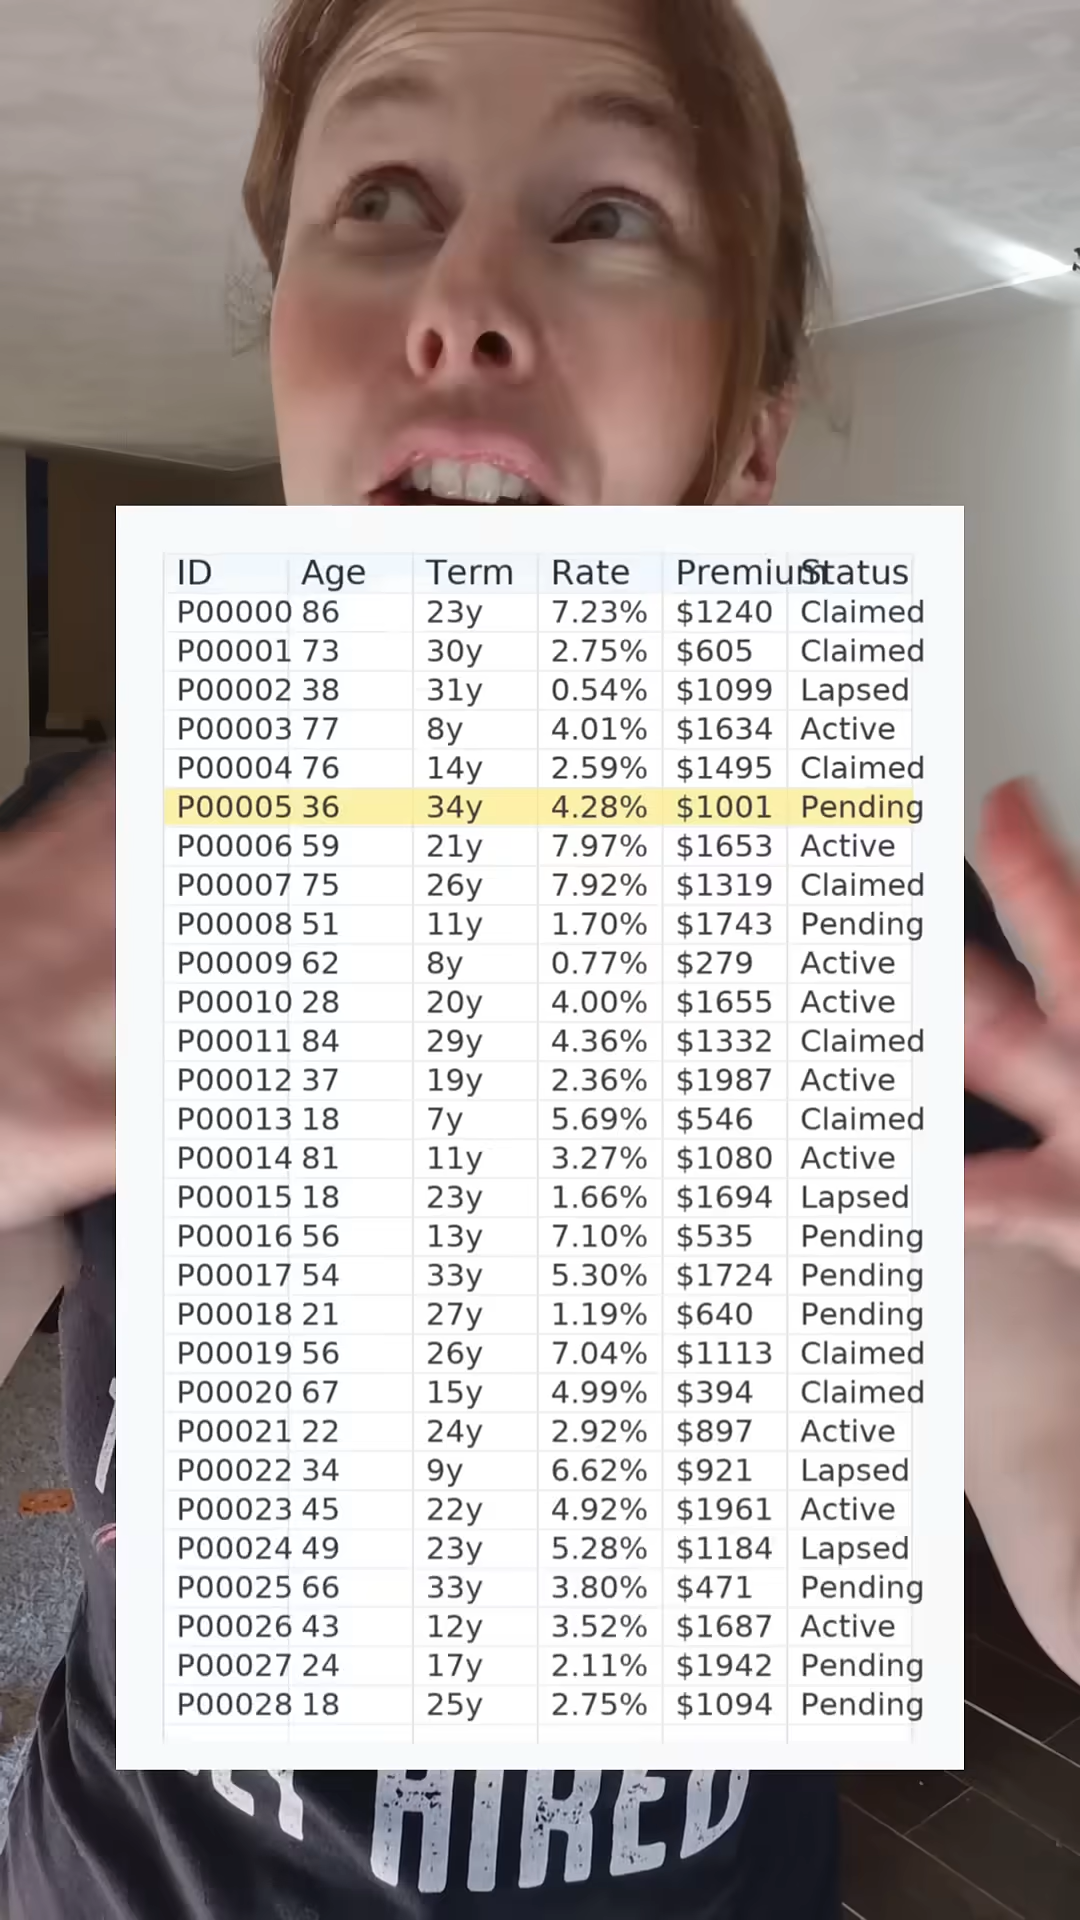 ID Age Term Rate Premium Status
P00000 86 23y 7.23% $1240 Claimed
P00001 73 30y 2.75% $605 Claimed
P00002 38 31y 0.54% $1099 Lapsed
P00003 77 8y 4.01% $1634 Active
P00004 76 14y 2.59% $1495 Claimed
P00005 36 34y 4.28% $1001 Pending
P00006 59 21y 7.97% $1653 Active
P00007 75 26y 7.92% $1319 Claimed
P00008 51 11y 1.70% $1743 Pending
P00009 62 8y 0.77% $279 Active
P00010 28 20y 4.00% $1655 Active
P00011 84 29y 4.36% $1332 Claimed
P00012 37 19y 2.36% $1987 Active
P00013 18 7y 5.69% $546 Claimed
P00014 81 11y 3.27% $1080 Active
P00015 18 23y 1.66% $1694 Lapsed
P00016 56 13y 7.10% $535 Pending
P00017 54 33y 5.30% $1724 Pending
P00018 21 27y 1.19% $640 Pending
P00019 56 26y 7.04% $1113 Claimed
P00020 67 15y 4.99% $394 Claimed
P00021 22 24y 2.92% $897 Active
P00022 34 9y 6.62% $921 Lapsed
P00023 45 22y 4.92% $1961 Active
P00024 49 23y 5.28% $1184 Lapsed
P00025 66 33y 3.80% $471 Pending
P00026 43 12y 3.52% $1687 Active
P00027 24 17y 2.11% $1942 Pending
P00028 18 25y 2.75% $1094 Pending
HIRED